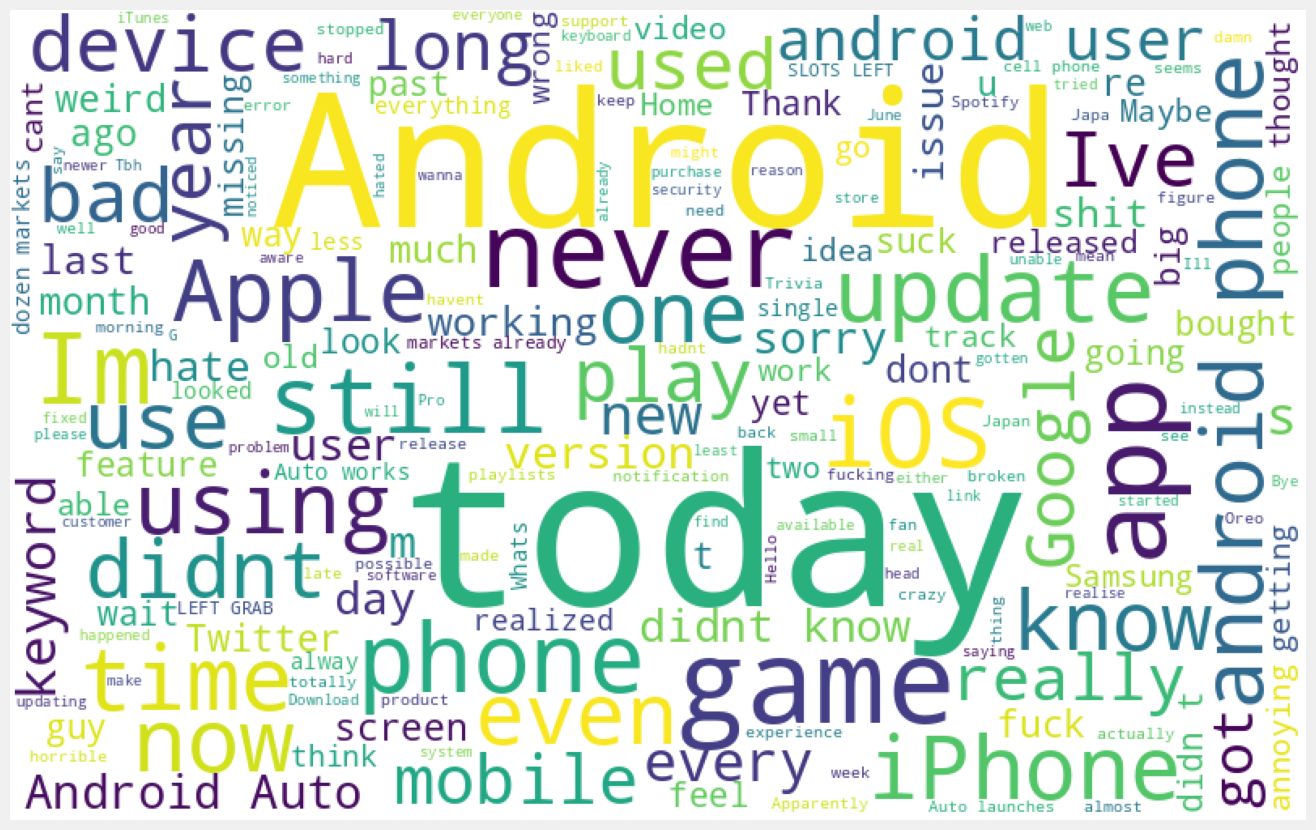 iTunes
everyone
support
device
long
stopped
hard
something
wrong
liked
keyboard
video
used
android user
web
damn
SLOTS LEFT
cell phone
tried
seems
phone
thought
cant
weird
year
missing
error
past
everything
keep
Home
Thank
June
issue
u
Spotify
re
Japa
Maybe
ago
Android
go
Ive
say
newer
Tbh
noticed
hated
wanna
already
might
purchase
security
need
reason
store
figure
people
dozen markets
bad
well
good
way
less
aware
much
never
idea
suck
released
shit
unable
mean
big
Ill
last
month
Apple
havent
Trivia
single
update
morning
G
working
one
sorry
track
bought
Im
hate
old
look
markets already
hadnt
play
work
dont
Google
gotten
going
looked
still
will
Pro
new
yet
iOS
Japan
app
android
instead
s
fixed
please
use
problem
user
release
version
back
small
see
feature
Auto works
playlists
least
notification
two
fucking
either
broken
link
started
Bye
keyword
able
customer
using
today
find
available
fan
Oreo
didnt
m
made
possible
software
late
Whats
t
Hello
real
head
crazy
Samsung
realise
getting
wait
LEFT GRAB
day
realized
didnt know
thing
know
saying
happened
Twitter
time
make
alway
totally
Download
phone
product
game
really
didn t
got
annoying
updating
guy
now
screen
even
experience
fuck
actually
horrible
think
system
every
week
iPhone
Android Auto
mobile
feel
Apparently
Auto launches
almost